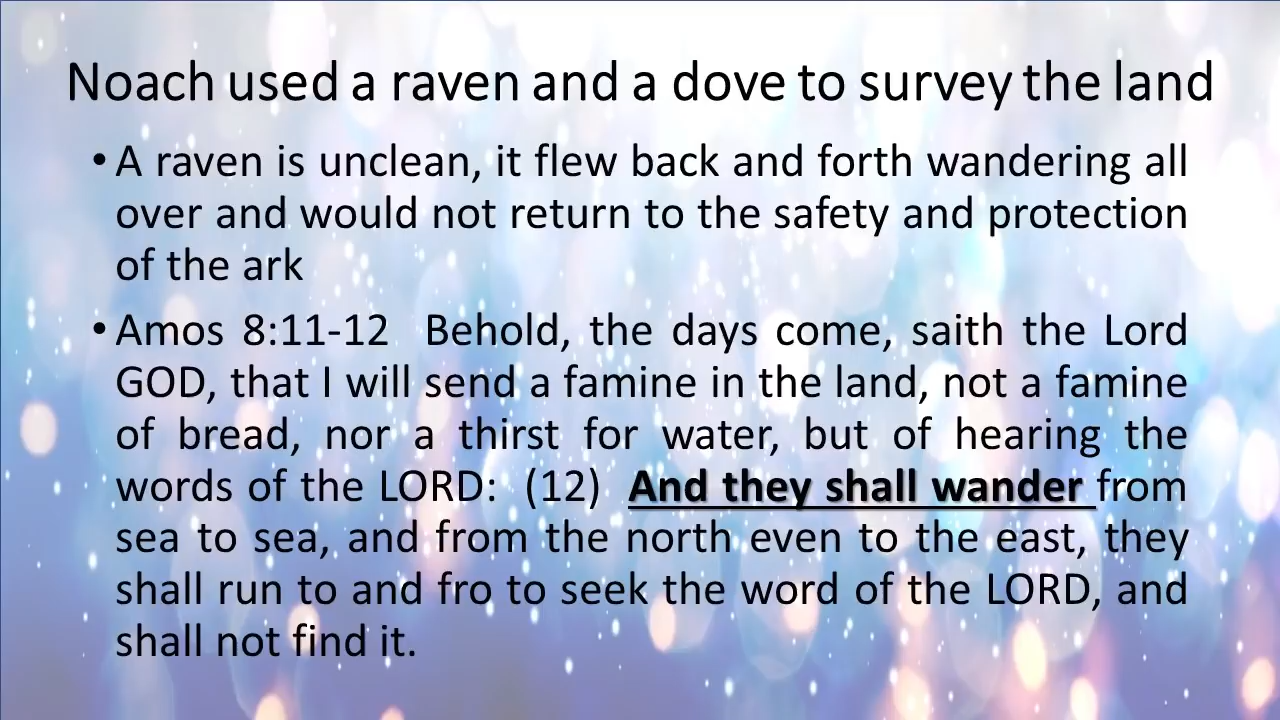 Noach used a raven and a dove to survey the land
• A raven is unclean, it flew back and forth wandering all
over and would not return to the safety and protection
of the ark
• Amos 8:11-12  Behold, the days come, saith the Lord
GOD, that I will send a famine in the land, not a famine
of bread, nor a thirst for water, but of hearing the
words of the LORD:  (12)  And they shall wander from
sea to sea, and from the north even to the east, they
shall run to and fro to seek the word of the LORD, and
shall not find it.